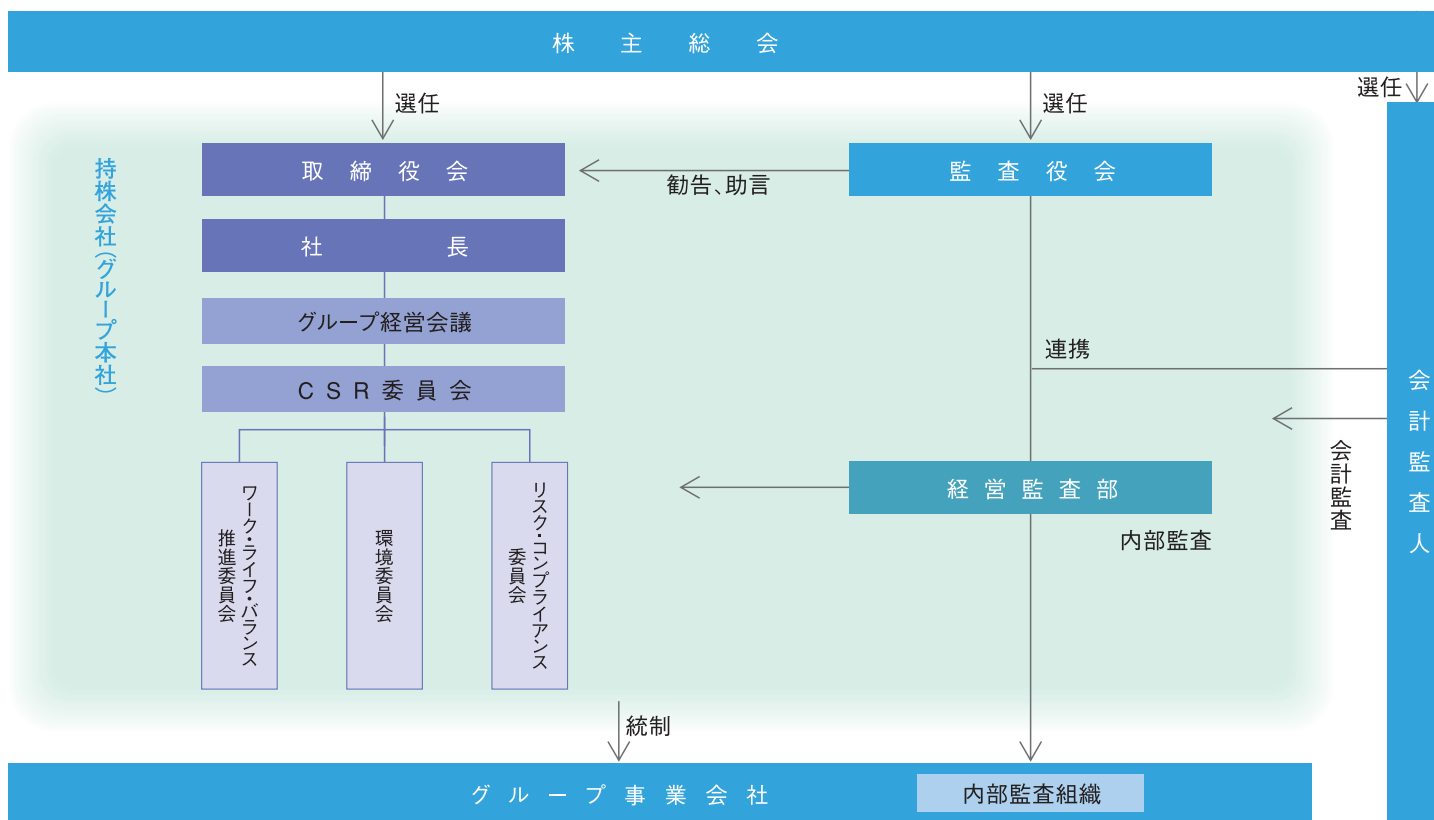 株主総会
選任
選任
選任
持株会社(グループ本社)
取締役会
監査役会
勧告、助言
社長
グループ経営会議
連携
CSR委員会
会計監査人
会計監査
経営監査部
内部監査
ワーク・ライフ・バランス
推進委員会
環境委員会
リスク・コンプライアンス
委員会
統制
グループ事業会社
内部監査組織